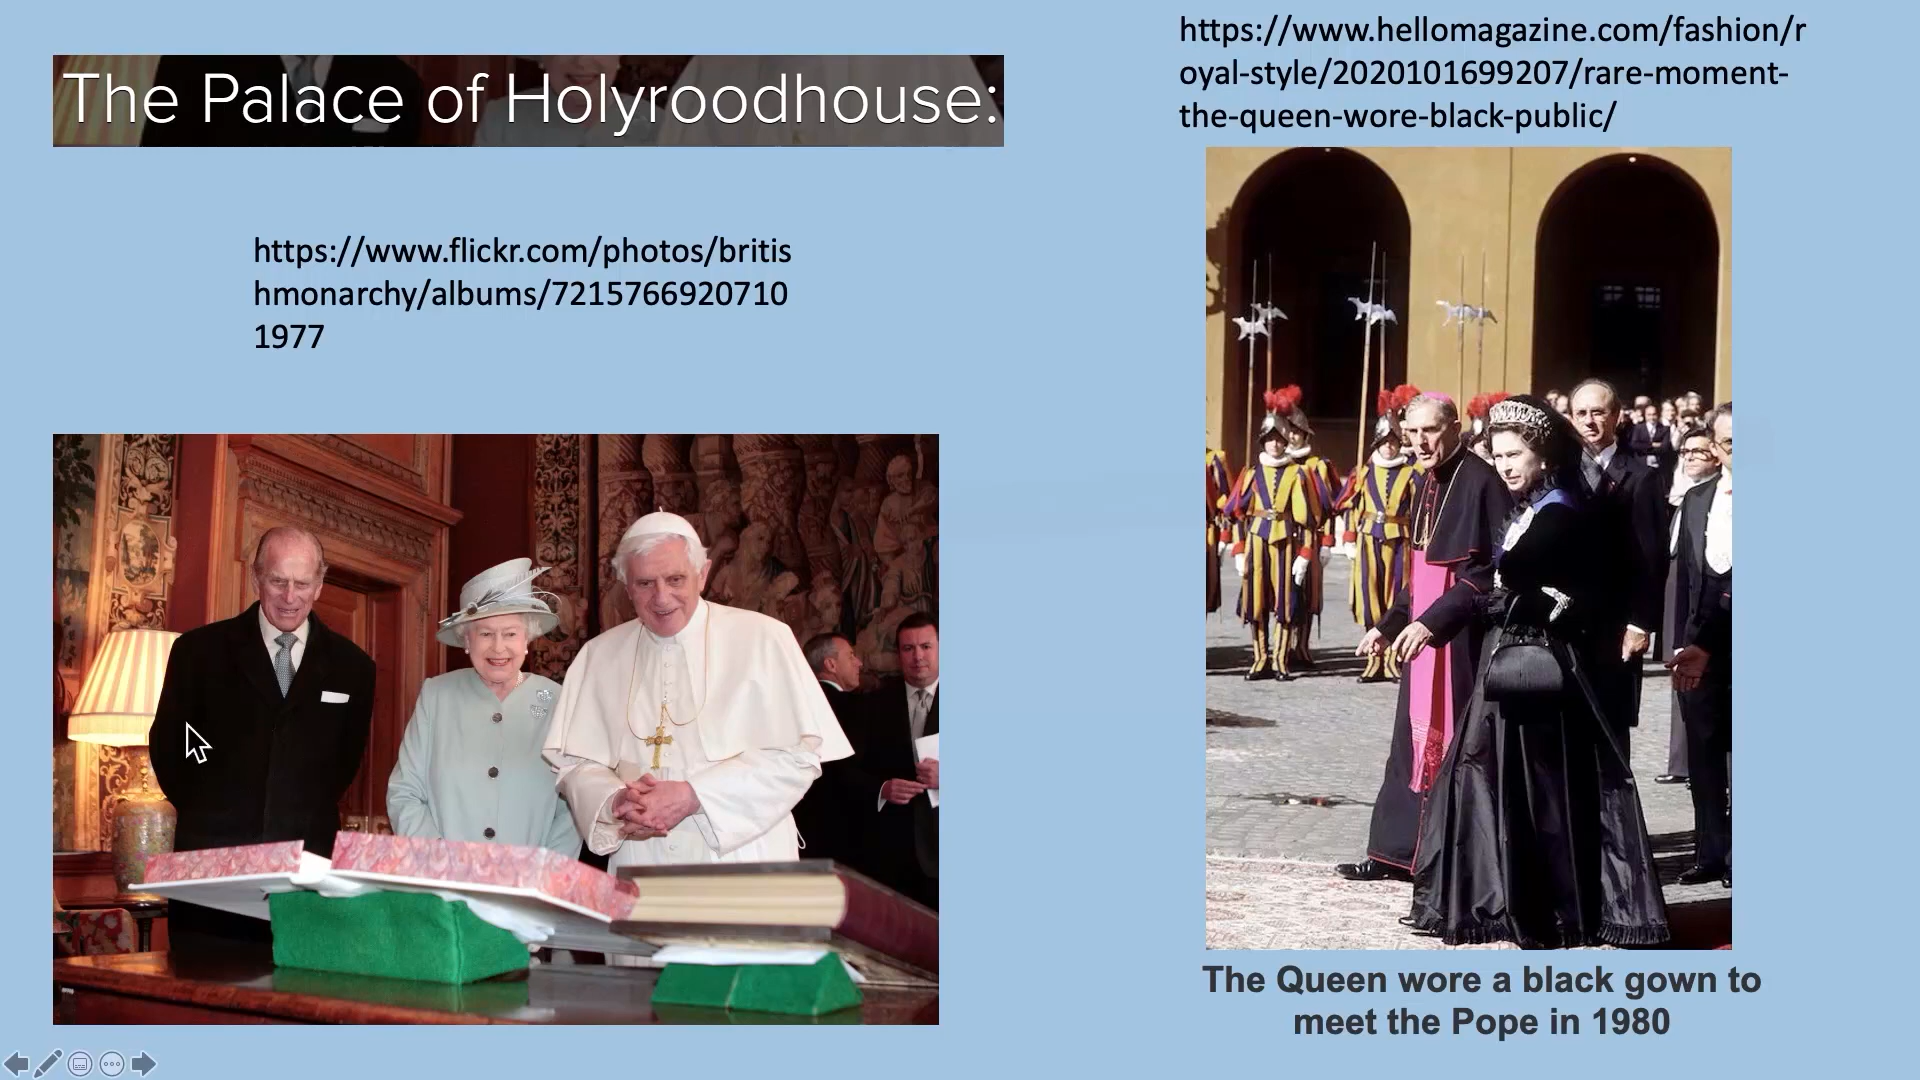 The Palace of Holyroodhouse:
https://www.flickr.com/photos/britis
hmonarchy/albums/7215766920710
1977
https://www.hellomagazine.com/fashion/r
oyal-style/2020101699207/rare-moment-
the-queen-wore-black-public/
The Queen wore a black gown to
meet the Pope in 1980